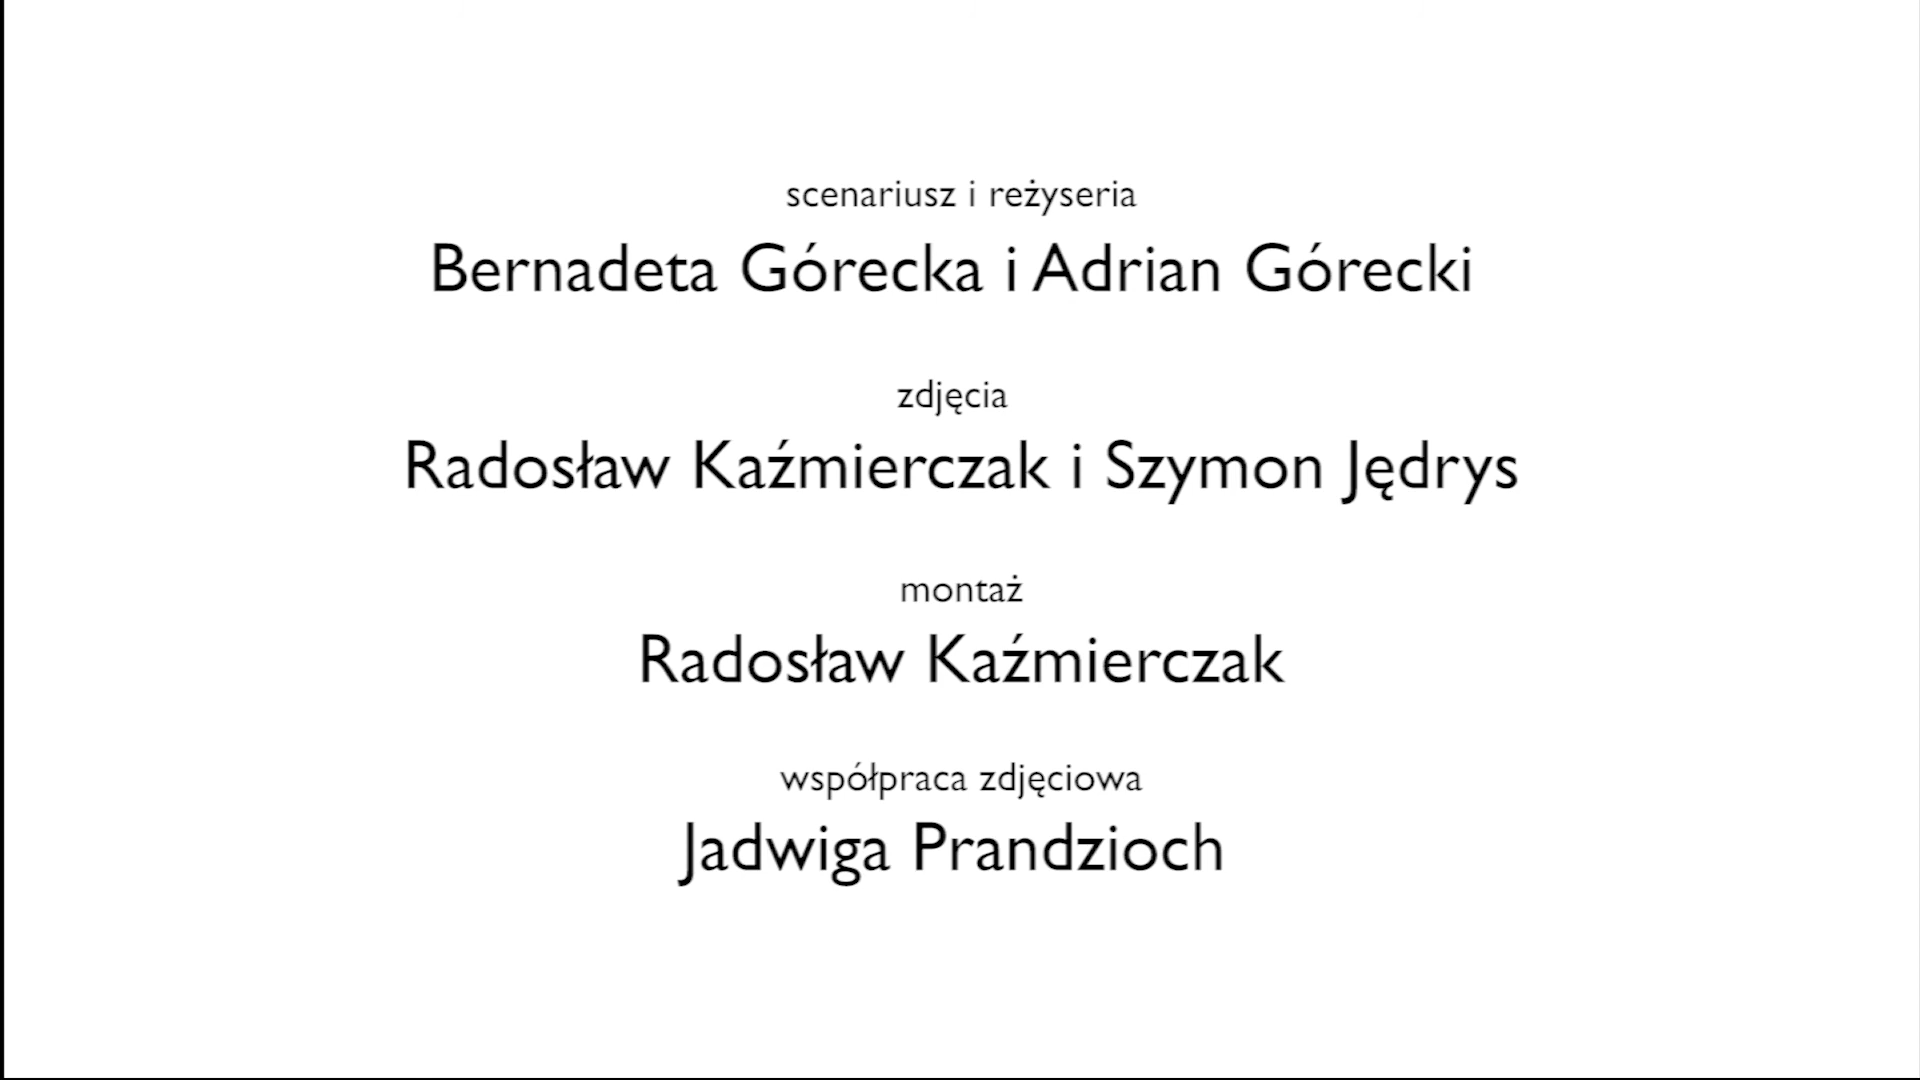 scenariusz i reżyseria
Bernadeta Górecka i Adrian Górecki
zdjęcia
Radosław Kaźmierczak i Szymon Jędrys
montaż
Radosław Kaźmierczak
współpraca zdjęciowa
Jadwiga Prandzioch